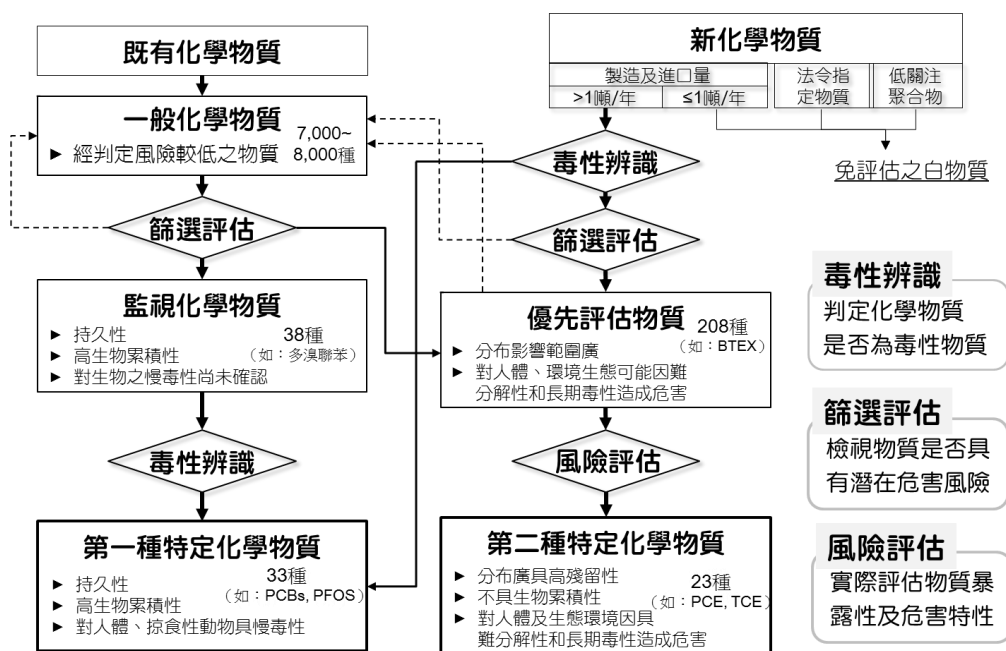 既有化學物質
一般化學物質
► 經判定風險較低之物質
7,000~
8,000種
篩選評估
監視化學物質
► 持久性
► 高生物累積性
► 對生物之慢毒性尚未確認
38種
（如：多溴聯苯）
毒性辨識
第一種特定化學物質
► 持久性
► 高生物累積性
► 對人體、掠食性動物具慢毒性
33種
（如：PCBs, PFOS）
新化學物質
製造及進口量
>1噸/年
≤1噸/年
法令指
定物質
低關注
聚合物
免評估之白物質
毒性辨識
篩選評估
優先評估物質
► 分布影響範圍廣
► 對人體、環境生態可能因難
分解性和長期毒性造成危害
208種
（如：BTEX）
風險評估
第二種特定化學物質
► 分布廣具高殘留性
► 不具生物累積性
► 對人體及生態環境因具
難分解性和長期毒性造成危害
23種
（如：PCE, TCE）
毒性辨識
判定化學物質
是否為毒性物質
篩選評估
檢視物質是否具
有潛在危害風險
風險評估
實際評估物質暴
露性及危害特性